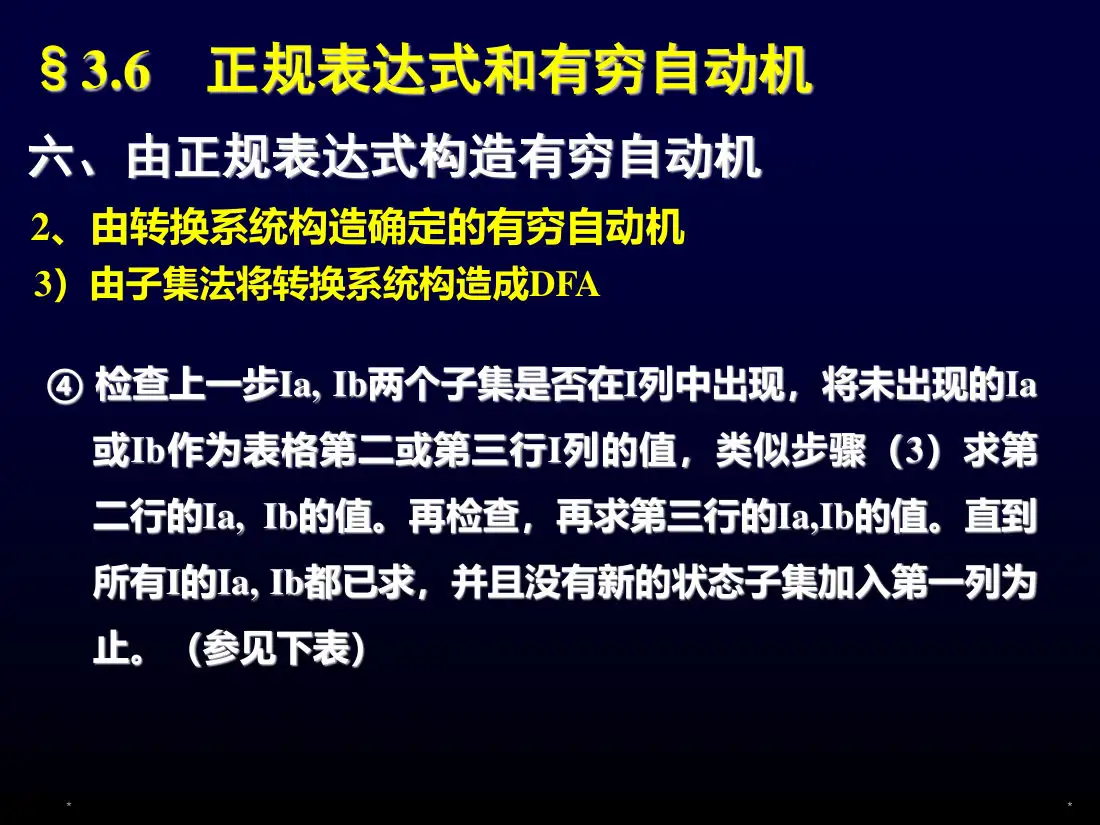 §3.6 正规表达式和有穷自动机
六、由正规表达式构造有穷自动机
2、由转换系统构造确定的有穷自动机
3）由子集法将转换系统构造成DFA
④ 检查上一步Ia, Ib两个子集是否在I列中出现，将未出现的Ia
或Ib作为表格第二或第三行I列的值，类似步骤（3）求第
二行的Ia, Ib的值。再检查，再求第三行的Ia,Ib的值。直到
所有I的Ia, Ib都已求，并且没有新的状态子集加入第一列为
止。（参见下表）
* *